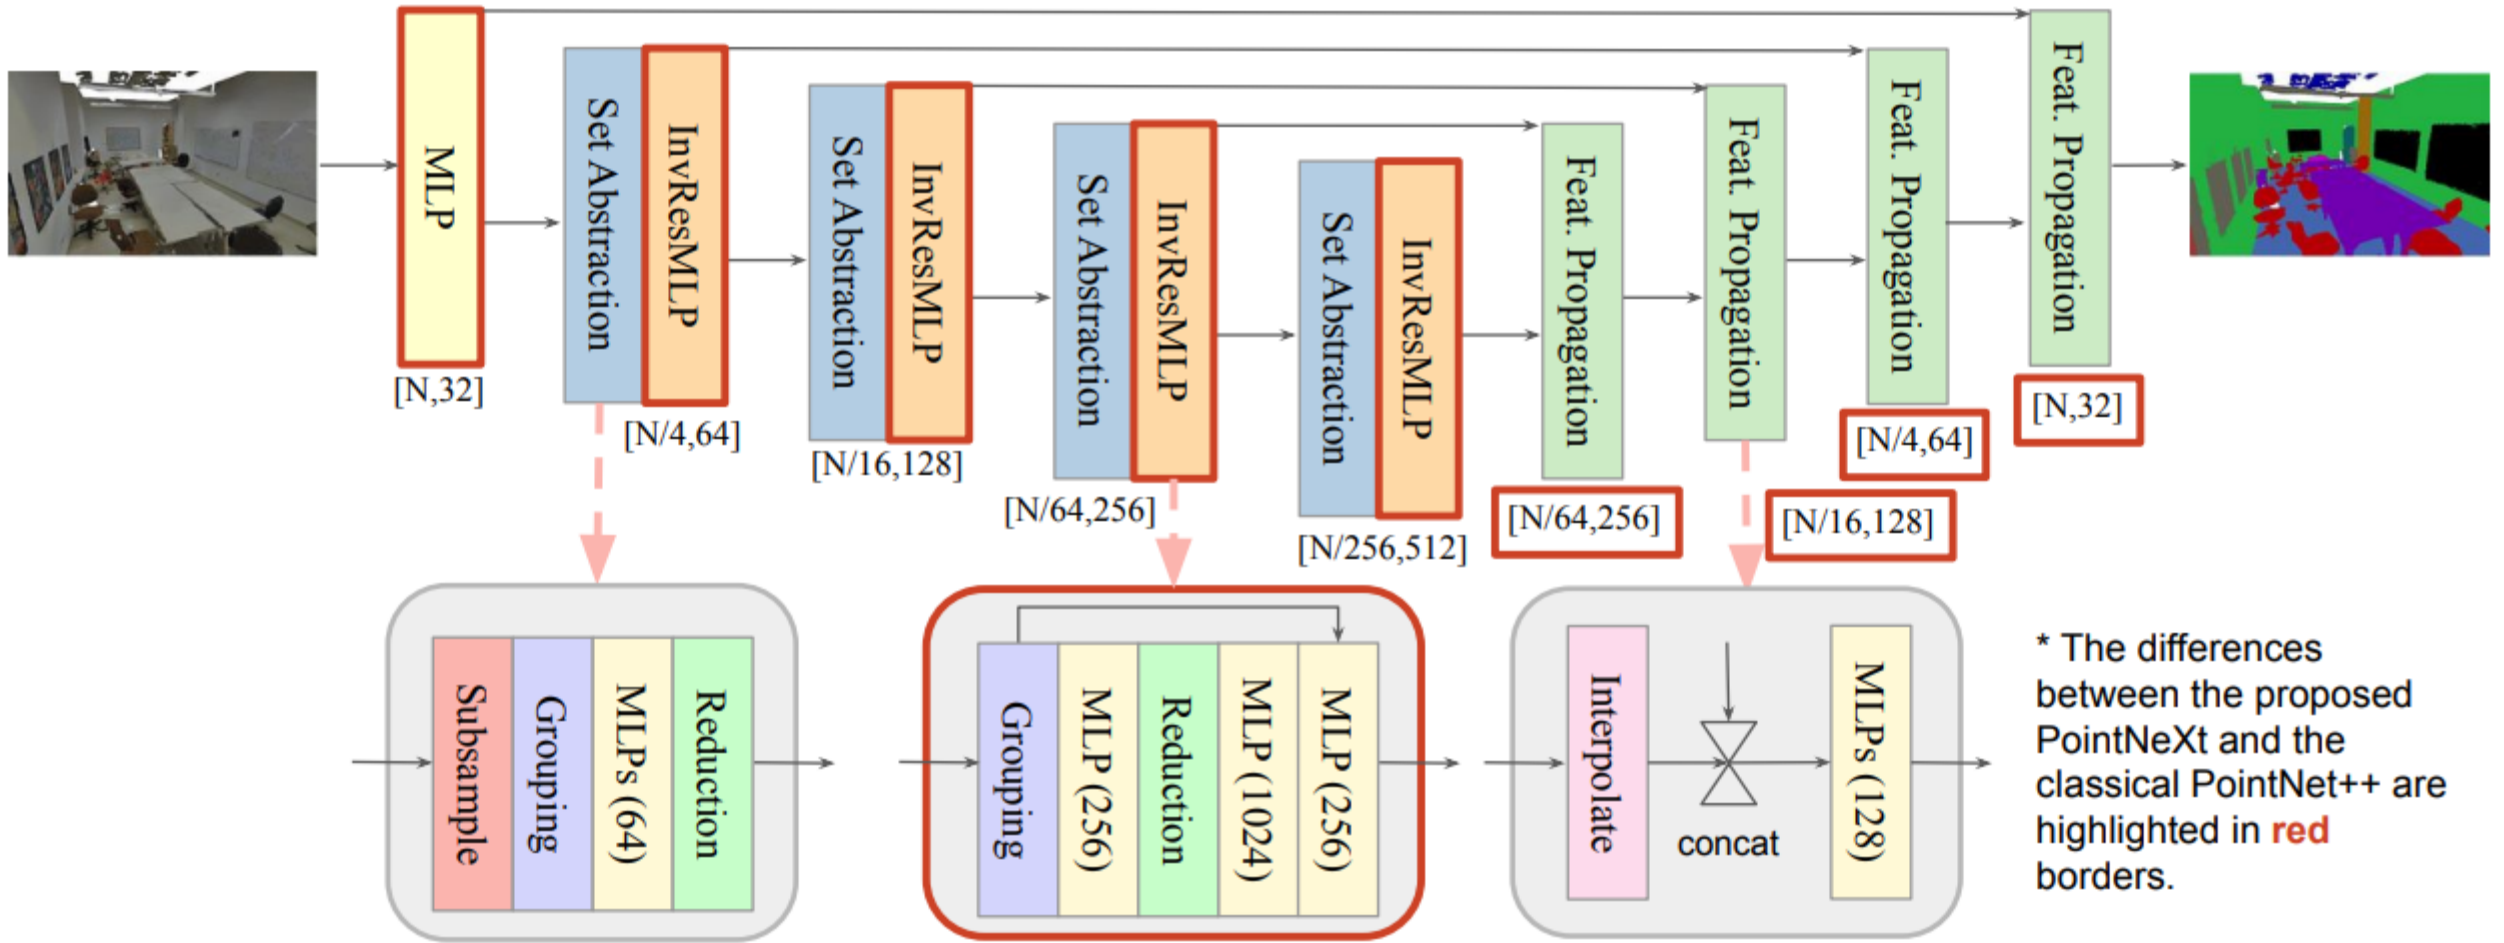 MLP
[N,32]
Set Abstraction
InvResMLP
[N/4,64]
Set Abstraction
InvResMLP
[N/16,128]
Set Abstraction
InvResMLP
[N/64,256]
Set Abstraction
InvResMLP
[N/256,512]
Feat. Propagation
[N/64,256]
Feat. Propagation
[N/16,128]
Feat. Propagation
[N/4,64]
Feat. Propagation
[N,32]
Subsample
Grouping
MLPs (64)
Reduction
Grouping
MLP (256)
Reduction
MLP (1024)
MLP (256)
Interpolate
concat
MLPs (128)
* The differences
between the proposed
PointNeXt and the
classical PointNet++ are
highlighted in red
borders.